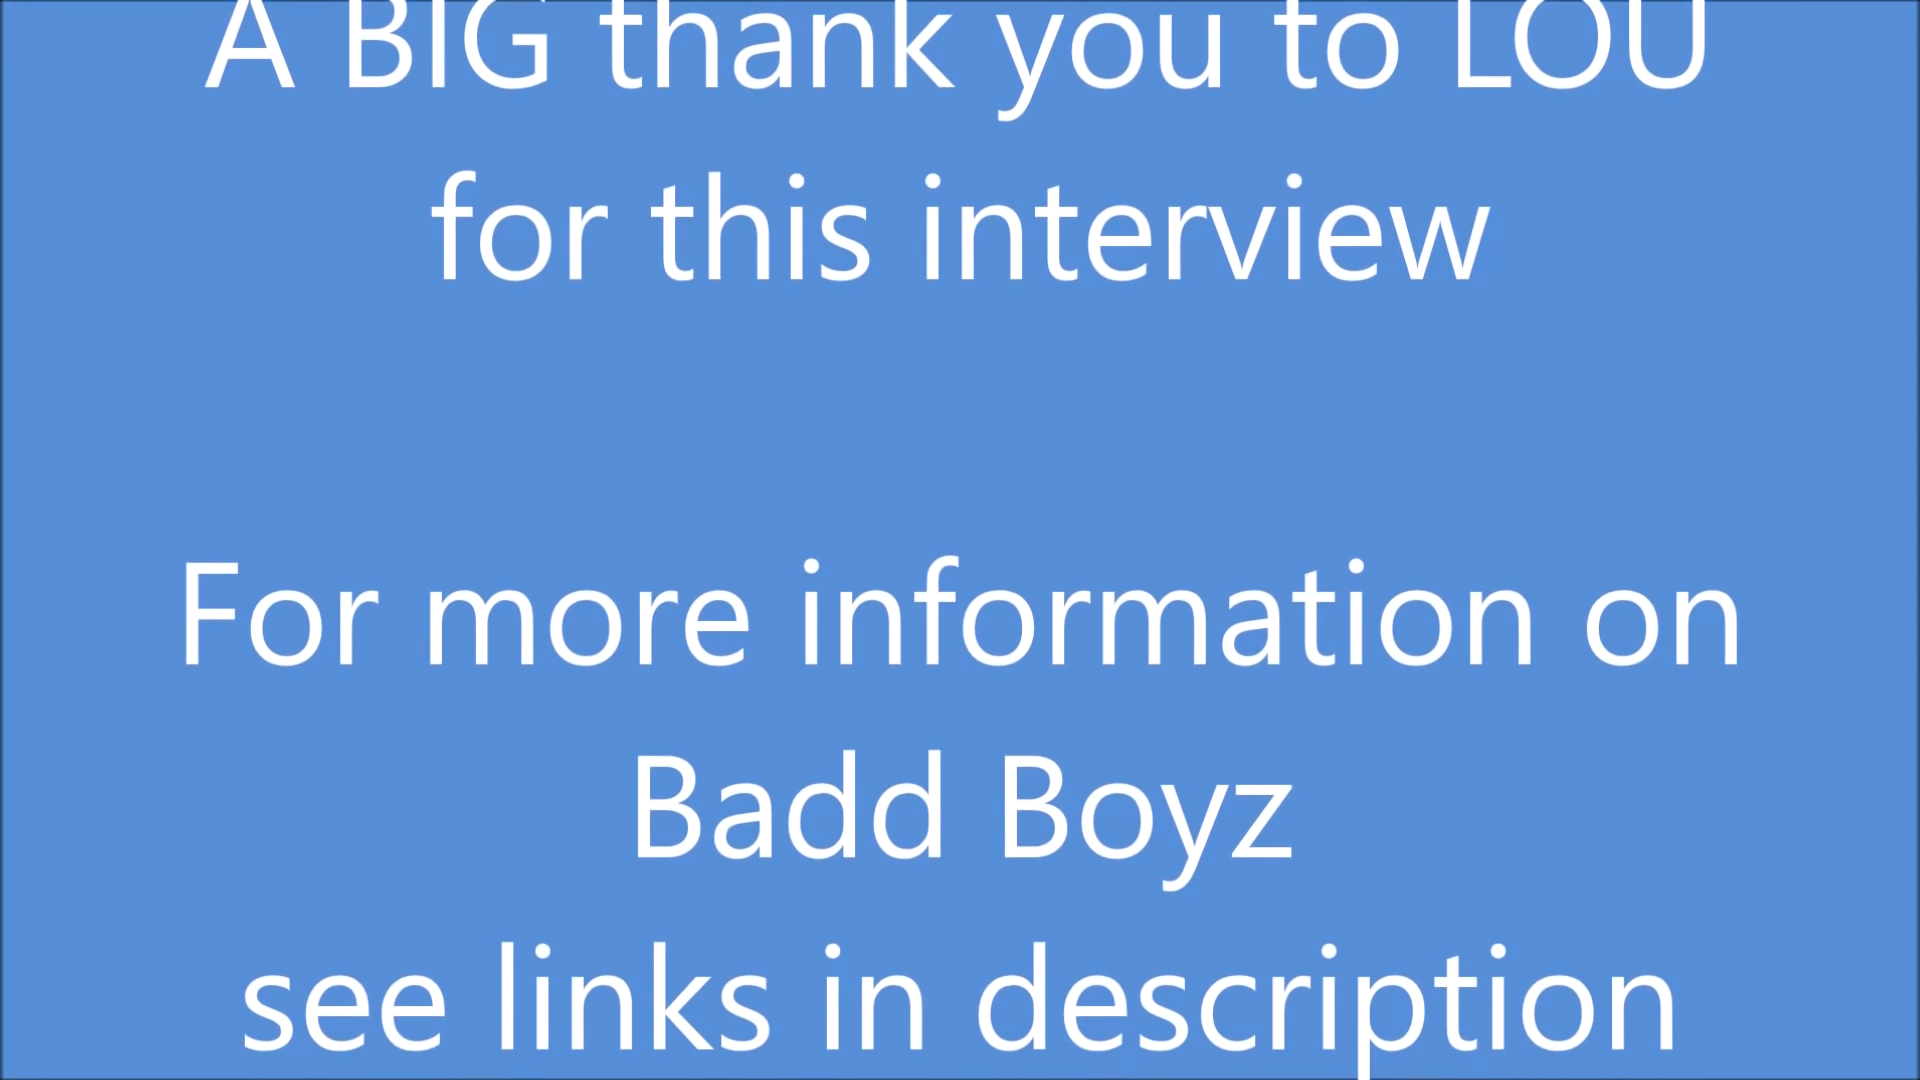 A BIG thank you to LOU
for this interview
For more information on
Badd Boyz
see links in description